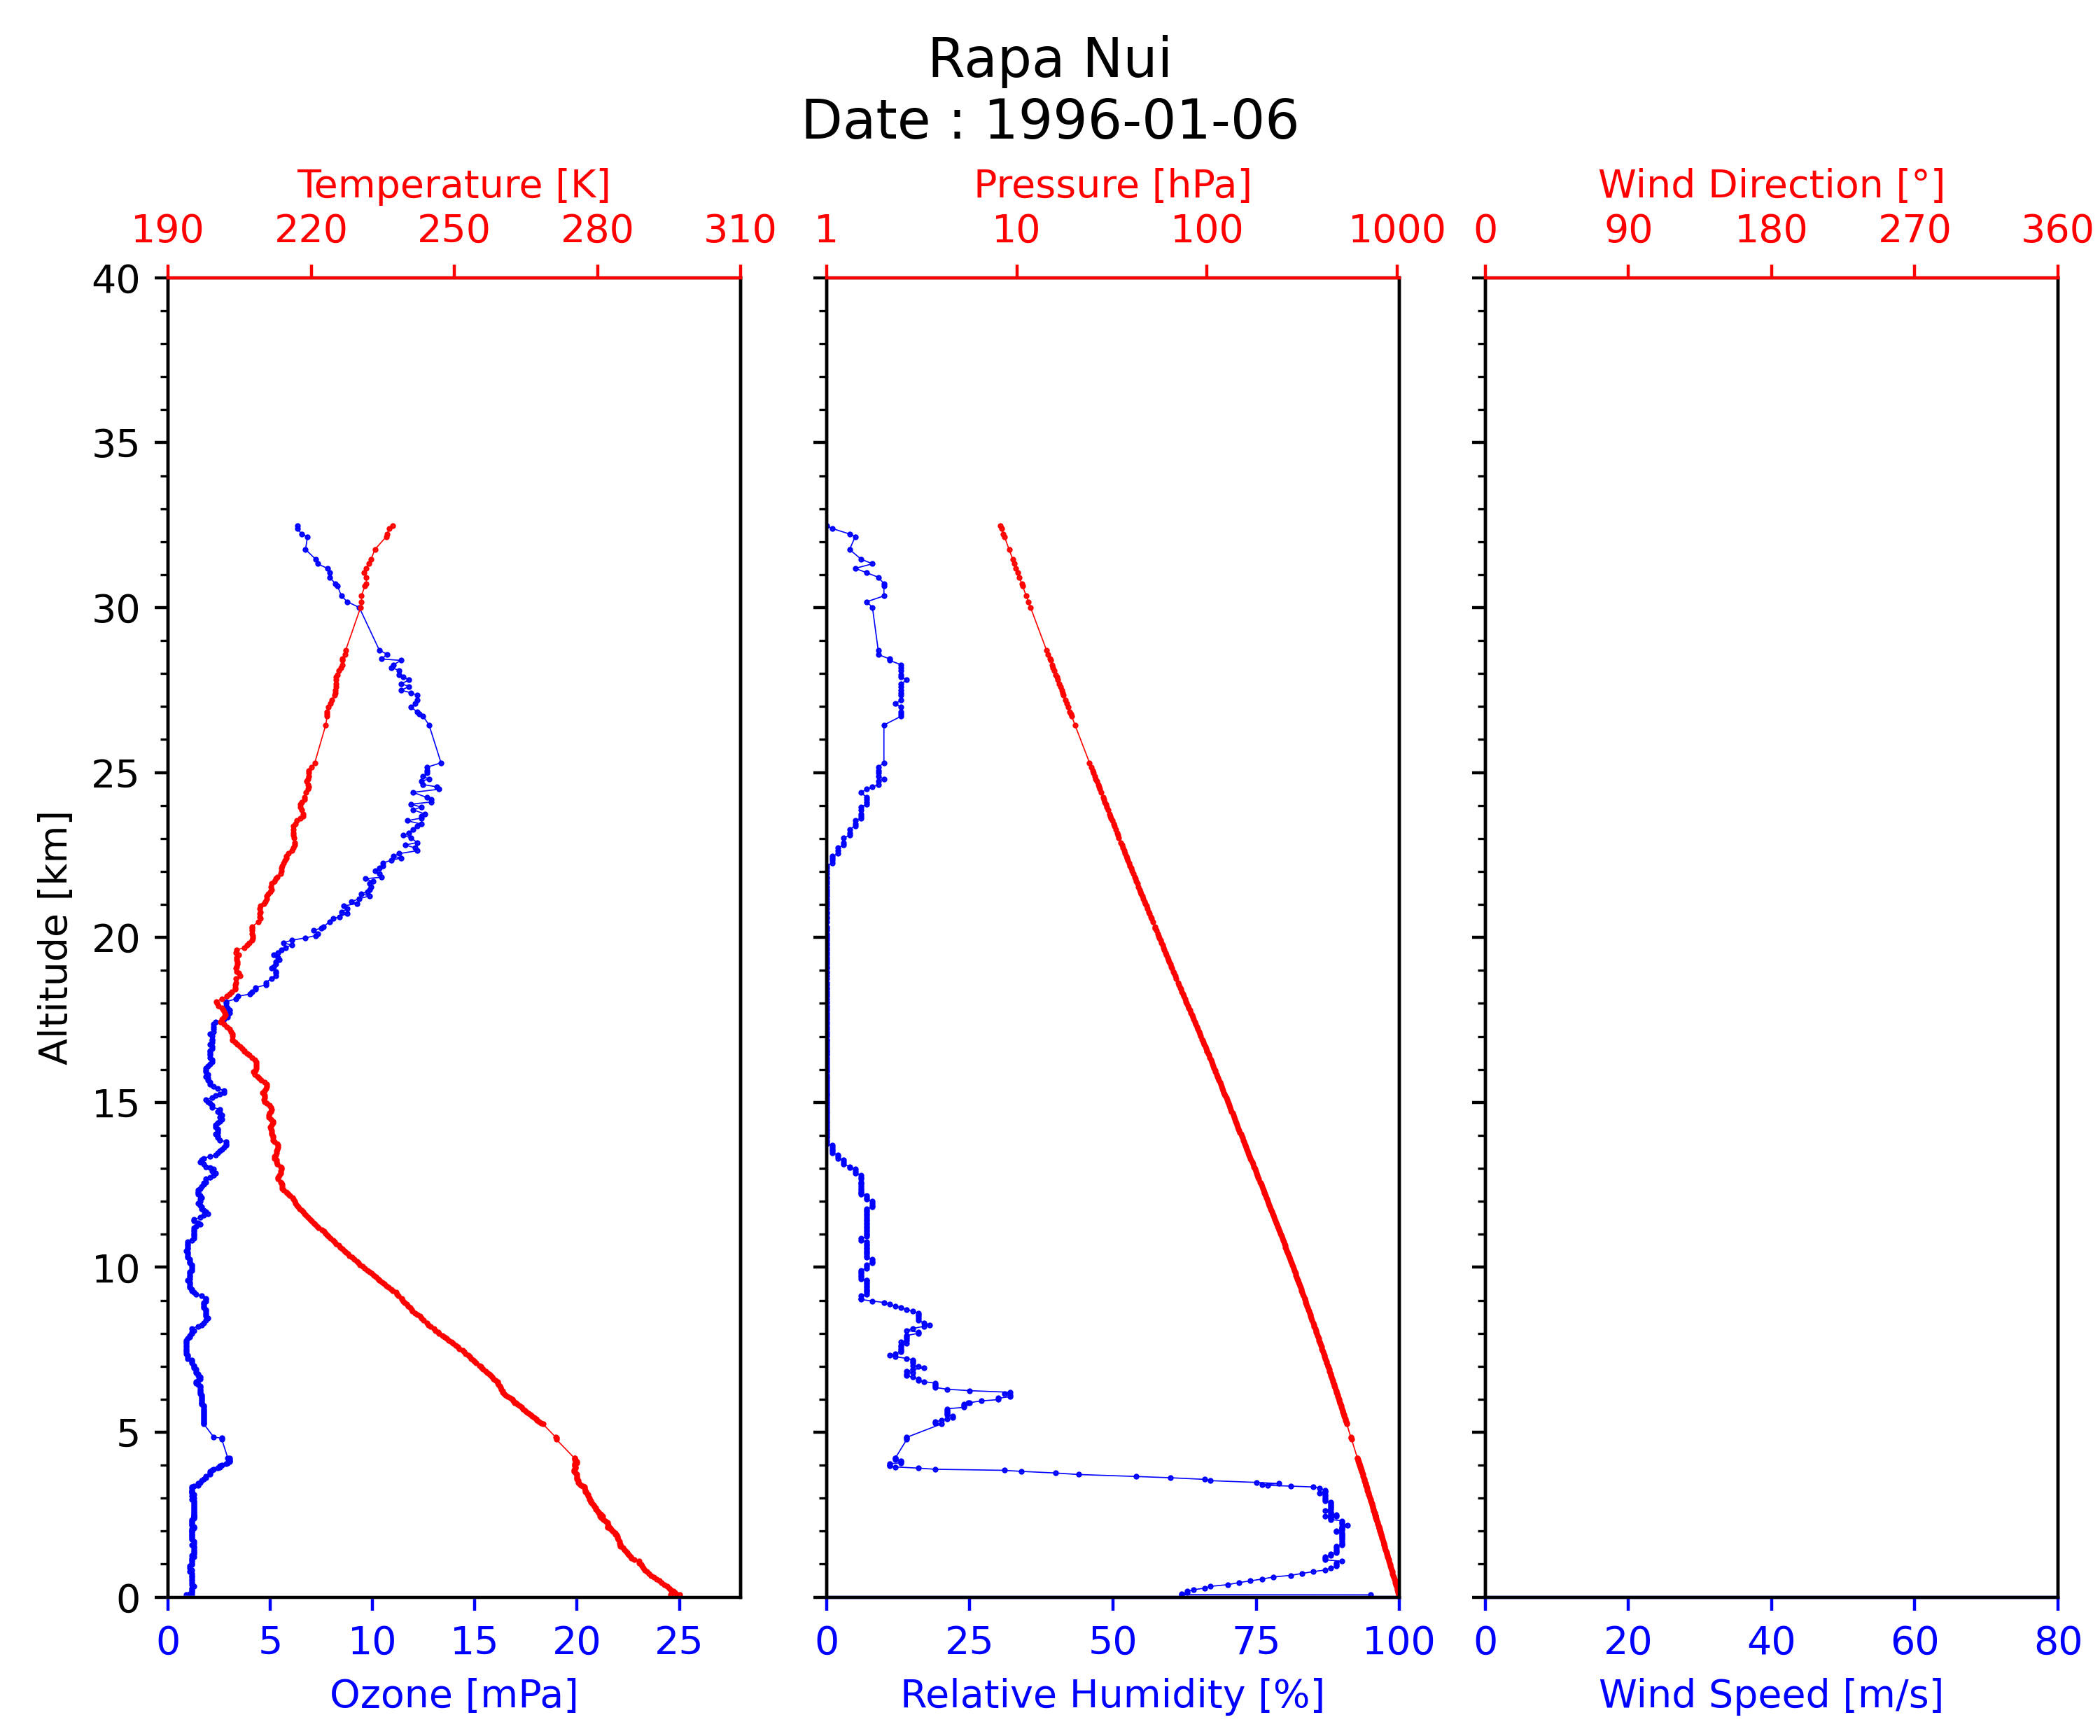 Rapa Nui
Date : 1996-01-06
Temperature [K]
190 220 250 280 310
Pressure [hPa]
1 10 100 1000
Wind Direction [°]
0 90 180 270 360
Altitude [km]
40
35
30
25
20
15
10
5
0
0 5 10 15 20 25
Ozone [mPa]
0 25 50 75 100
Relative Humidity [%]
0 20 40 60 80
Wind Speed [m/s]